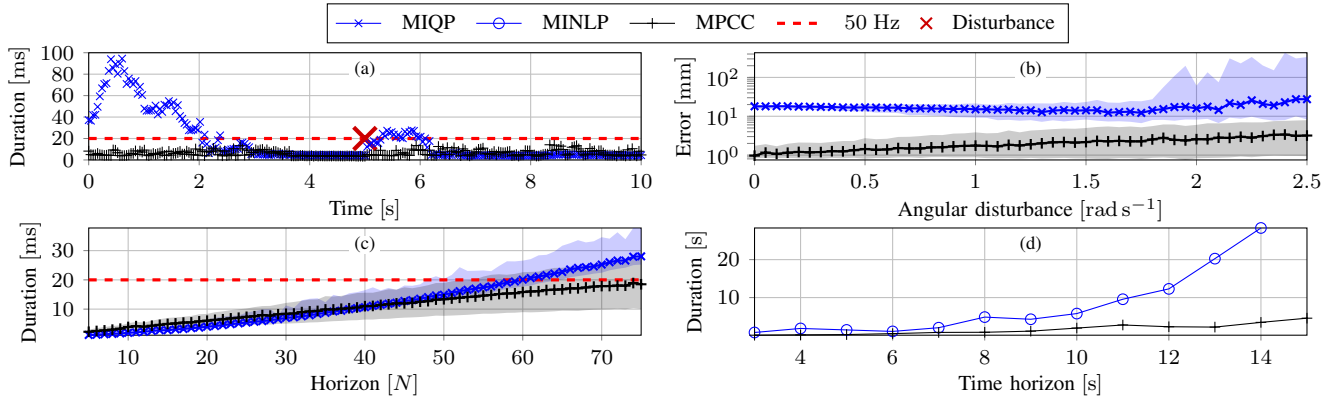 MIQP MINLP MPCC 50 Hz Disturbance
(a)
Duration [ms]
100
80
60
40
20
0
0 2 4 6 8 10
Time [s]
(b)
Error [mm]
10^2
10^1
10^0
0 0.5 1 1.5 2 2.5
Angular disturbance [rad s^−1]
(c)
Duration [ms]
30
20
10
10 20 30 40 50 60 70
Horizon [N]
(d)
Duration [s]
20
10
4 6 8 10 12 14
Time horizon [s]